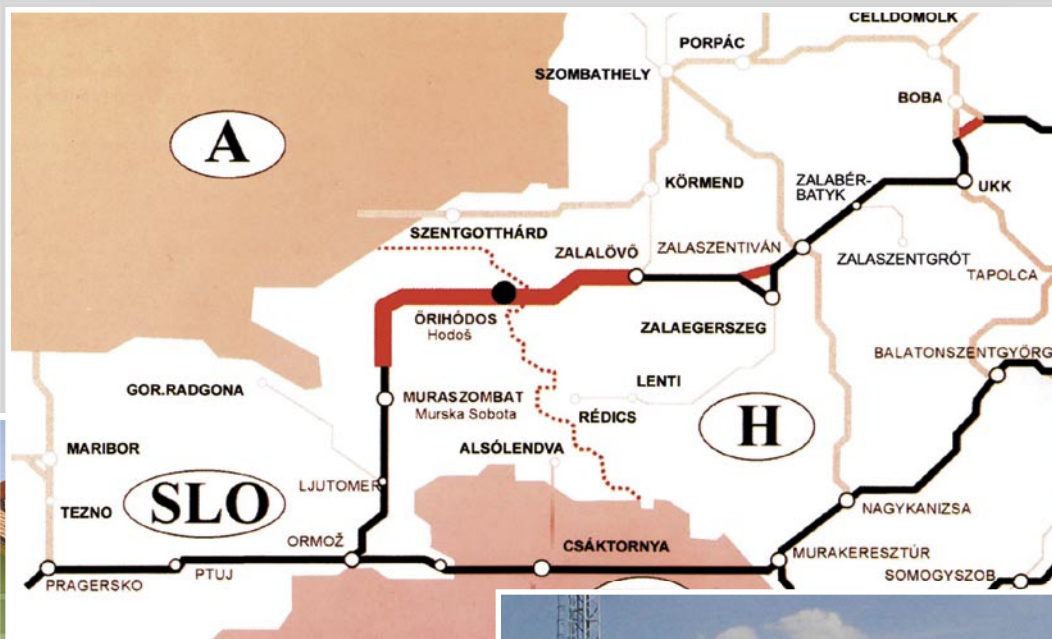 CELLDÖMÖLK
PORPÁC
SZOMBATHELY
BOBA
A
KÖRMEND
ZALABÉR-
BATYK
UKK
SZENTGOTTHÁRD
ZALALÖVŐ
ZALASZENTIVÁN
ZALASZENTGRÓT
TAPOLCA
ŐRIHÓDOS
Hodoš
ZALAEGERSZEG
BALATONSZENTGYÖRG
GOR.RADGONA
MURASZOMBAT
Murska Sobota
LENTI
RÉDICS
H
MARIBOR
ALSÓLENDVA
LJUTOMER
SLO
TEZNO
NAGYKANIZSA
ORMOŽ
CSÁKTORNYA
MURAKERESZTÚR
PRAGERSKO
PTUJ
SOMOGYSZOB